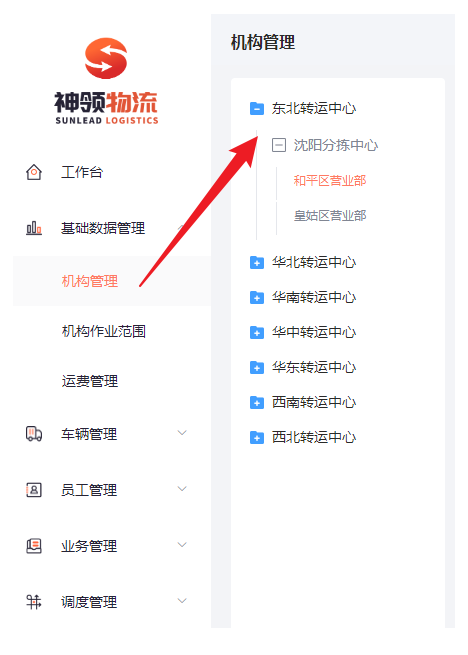 神领物流
SUNLEAD LOGISTICS
工作台
基础数据管理
机构管理
机构作业范围
运费管理
车辆管理
员工管理
业务管理
调度管理
机构管理
东北转运中心
沈阳分拣中心
和平区营业部
皇姑区营业部
华北转运中心
华南转运中心
华中转运中心
华东转运中心
西南转运中心
西北转运中心